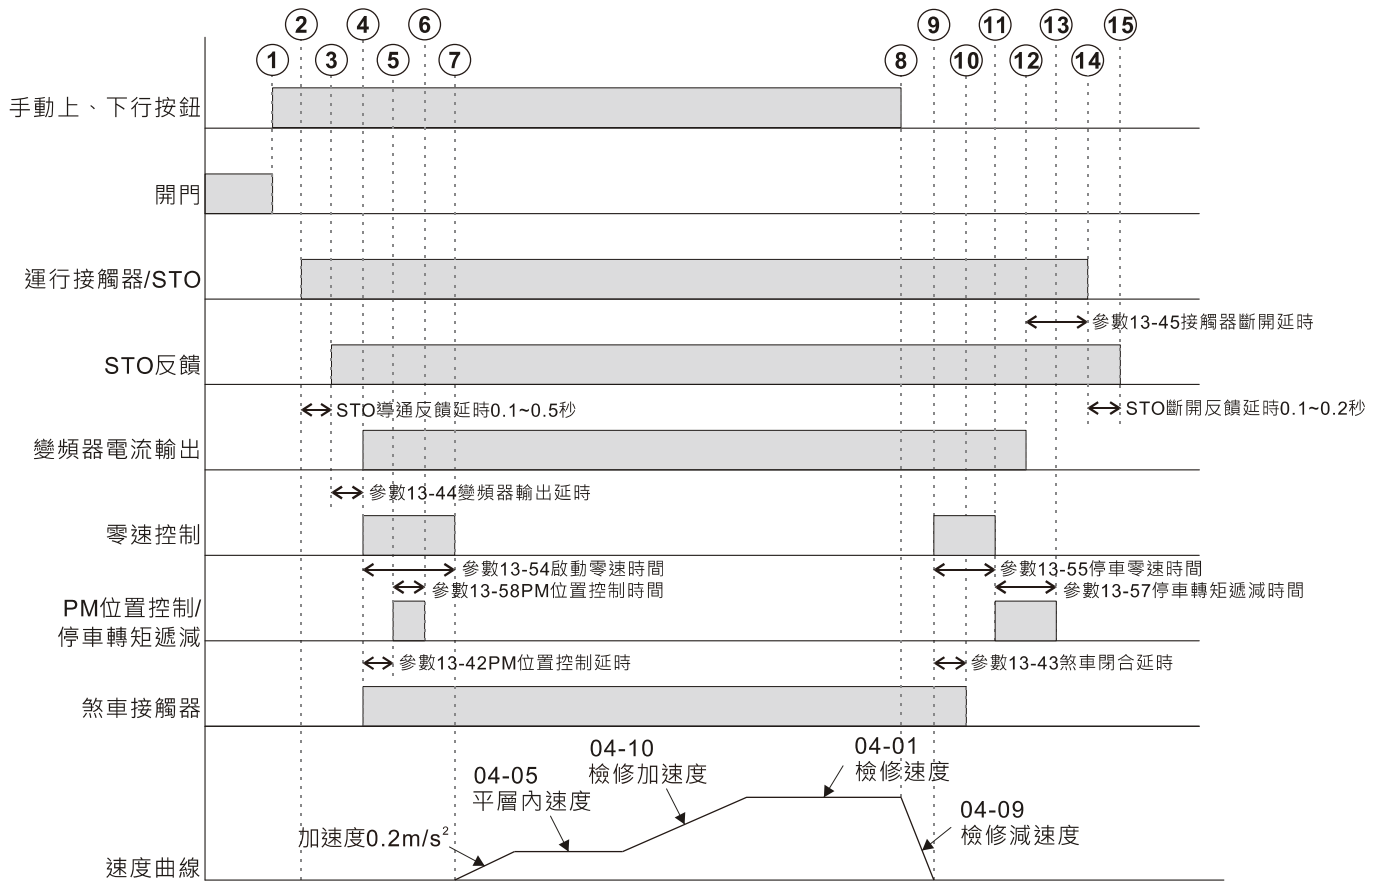 ② ④ ⑥ ⑨ ⑪ ⑬ ⑮
① ③ ⑤ ⑦ ⑧ ⑩ ⑫ ⑭
手動上、下行按鈕
開門
運行接觸器/STO
參數13-45接觸器斷開延時
STO反饋
STO導通反饋延時0.1~0.5秒
STO斷開反饋延時0.1~0.2秒
變頻器電流輸出
參數13-44變頻器輸出延時
零速控制
參數13-54啟動零速時間
參數13-55停車零速時間
參數13-58PM位置控制時間
參數13-57停車轉矩遞減時間
PM位置控制/
停車轉矩遞減
參數13-42PM位置控制延時
參數13-43煞車閉合延時
煞車接觸器
04-10
檢修加速度
04-01
檢修速度
04-05
平層內速度
04-09
檢修減速度
加速度0.2m/s²
速度曲線